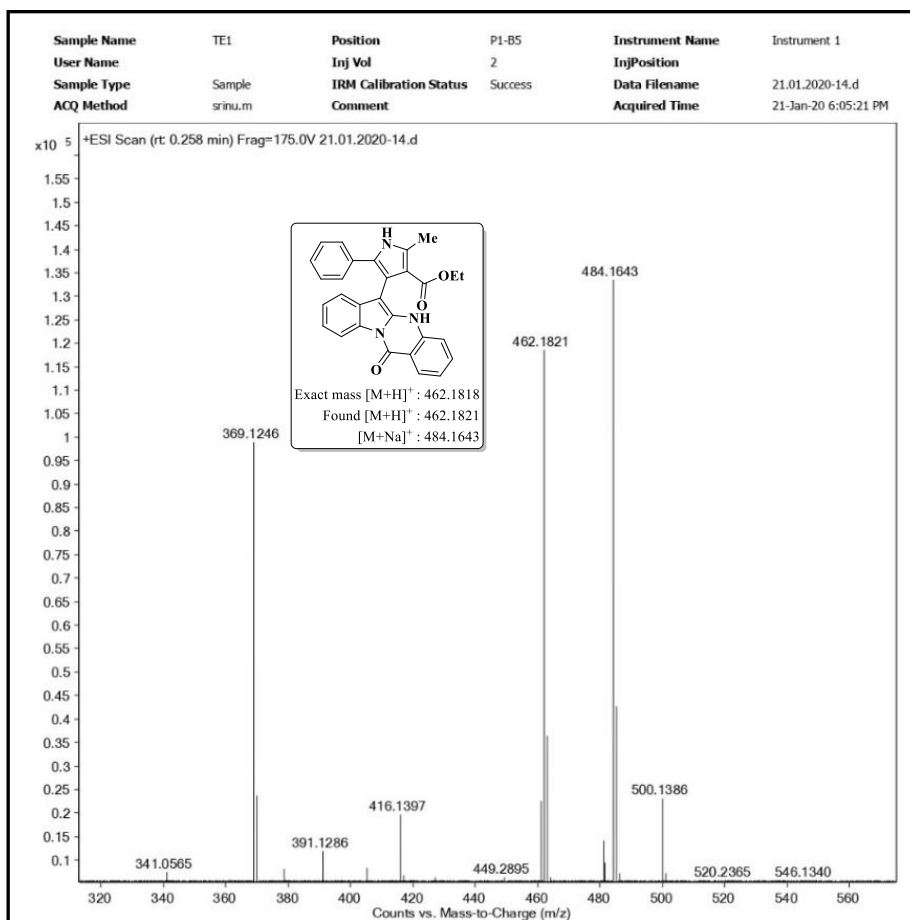 Sample Name TE1 Position P1-B5 Instrument Name Instrument 1
User Name Inj Vol 2 InjPosition
Sample Type Sample IRM Calibration Status Success Data Filename 21.01.2020-14.d
ACQ Method srinu.m Comment Acquired Time 21-Jan-20 6:05:21 PM
x10 5 +ESI Scan (rt: 0.258 min) Frag=175.0V 21.01.2020-14.d
1.55
1.5
1.45
1.4
1.35
1.3
1.25
1.2
1.15
1.1
1.05
1
0.95
0.9
0.85
0.8
0.75
0.7
0.65
0.6
0.55
0.5
0.45
0.4
0.35
0.3
0.25
0.2
0.15
0.1
H
N
Me
OEt
O
NH
N
O
Exact mass [M+H]+ : 462.1818
Found [M+H]+ : 462.1821
[M+Na]+ : 484.1643
484.1643
462.1821
369.1246
500.1386
416.1397
391.1286
341.0565
449.2895
520.2365
546.1340
320 340 360 380 400 420 440 460 480 500 520 540 560
Counts vs. Mass-to-Charge (m/z)